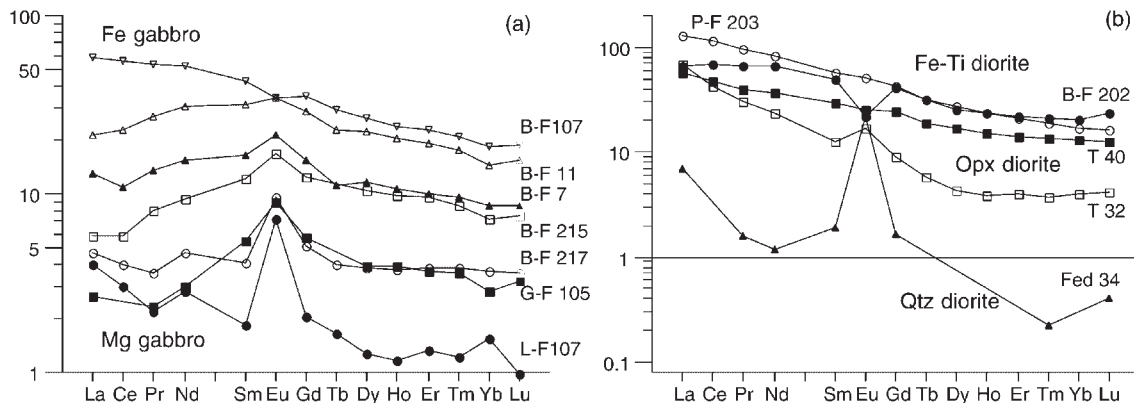 (a)
100
50
10
5
1
Fe gabbro
Mg gabbro
B-F107
B-F 11
B-F 7
B-F 215
B-F 217
G-F 105
L-F107
La Ce Pr Nd Sm Eu Gd Tb Dy Ho Er Tm Yb Lu
(b)
100
10
1
0.1
P-F 203
Fe-Ti diorite
B-F 202
T 40
Opx diorite
T 32
Fed 34
Qtz diorite
La Ce Pr Nd Sm Eu Gd Tb Dy Ho Er Tm Yb Lu